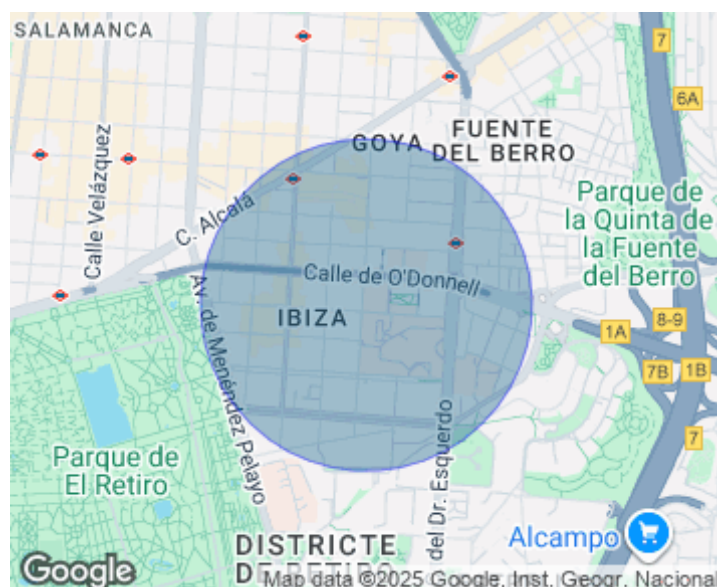 SALAMANCA
7
6A
GOYA
FUENTE
DEL BERRO
Calle Velázquez
C. Alcalá
Parque de
la Quinta de
la Fuente
del Berro
Calle de O'Donnell
Av. de Menéndez Pelayo
IBIZA
1A
8-9
7B
1B
7
Parque de
El Retiro
del Dr. Esquerdo
Alcampo
DISTRICTE
DE RETIRO
Google
Map data ©2025 Google, Inst. Geogr. Nacional